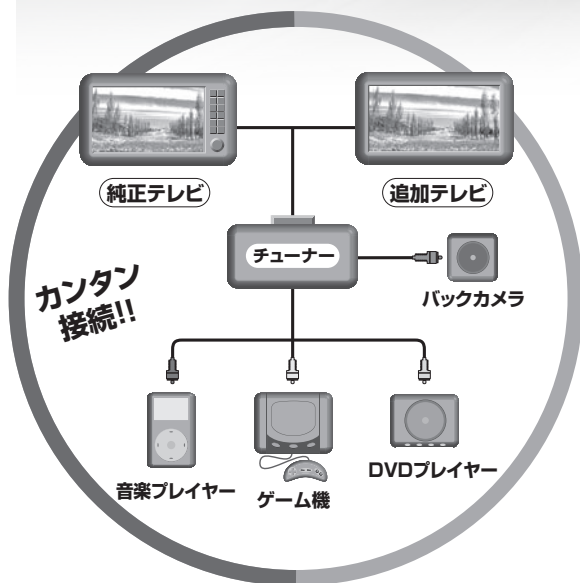 純正テレビ
追加テレビ
チューナー
バックカメラ
カンタン
接続!!
音楽プレイヤー
ゲーム機
DVDプレイヤー